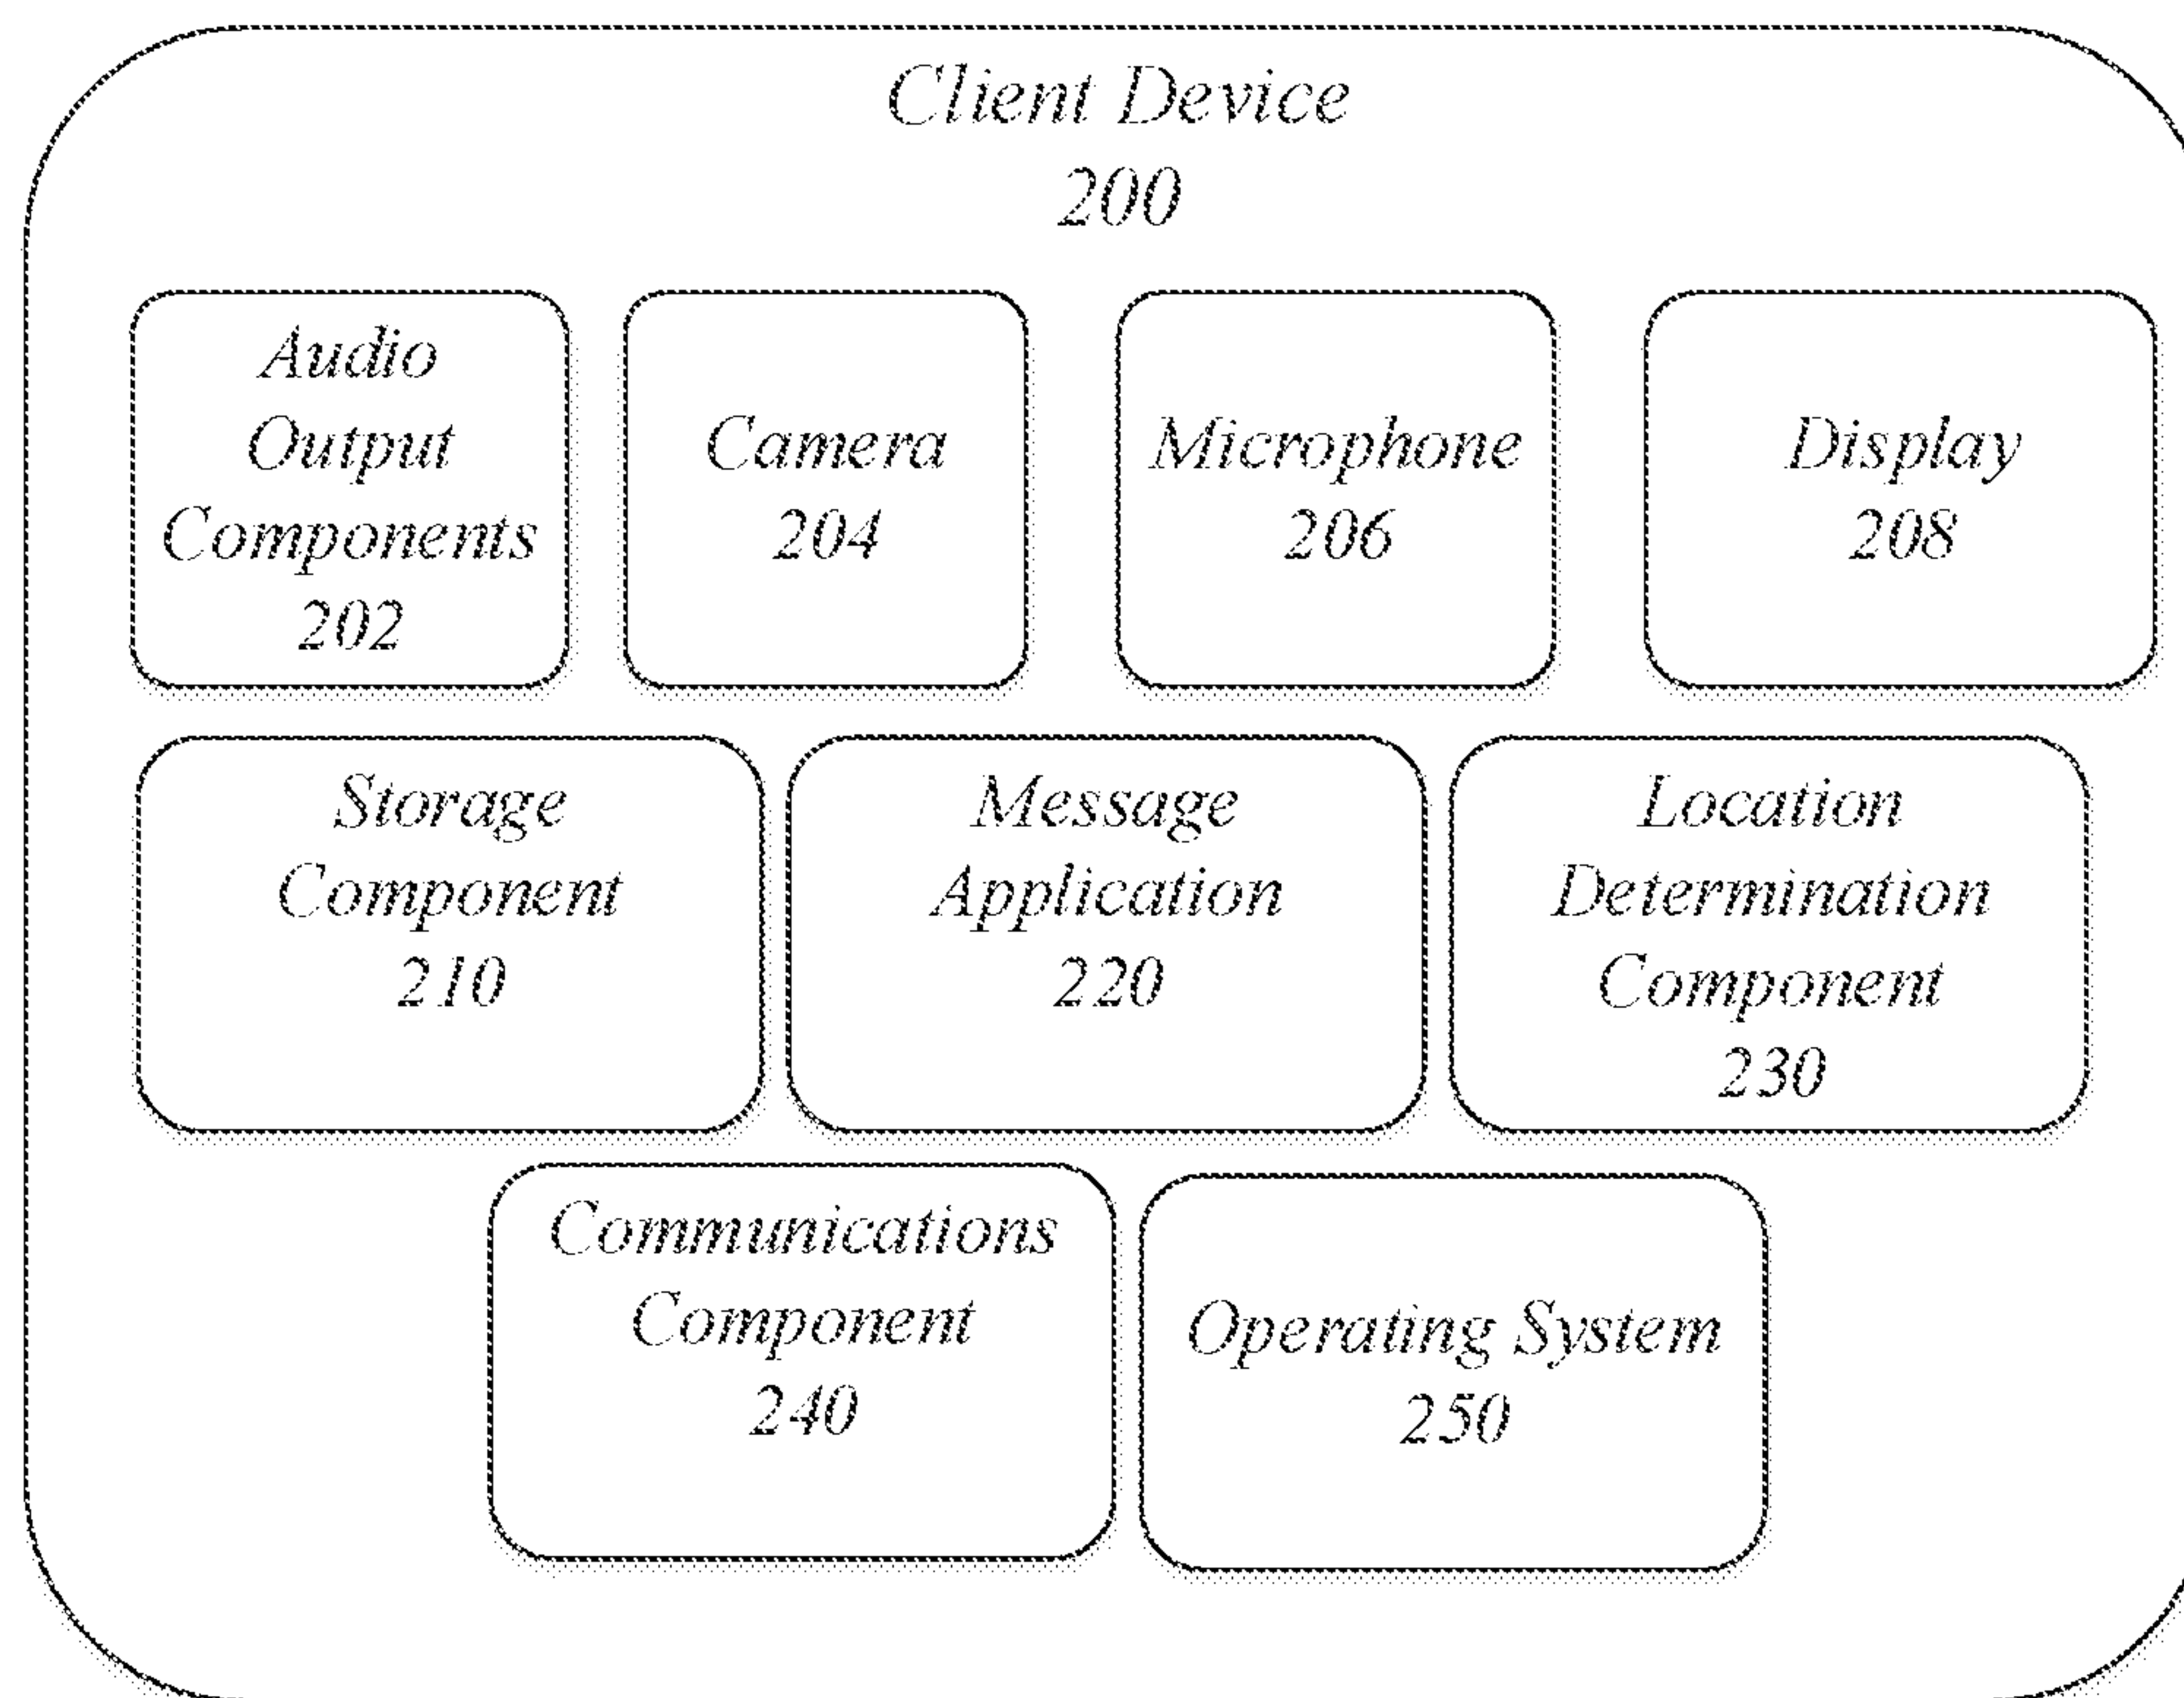 Client Device
200
Audio
Output
Components
202
Camera
204
Microphone
206
Display
208
Storage
Component
210
Message
Application
220
Location
Determination
Component
230
Communications
Component
240
Operating System
250